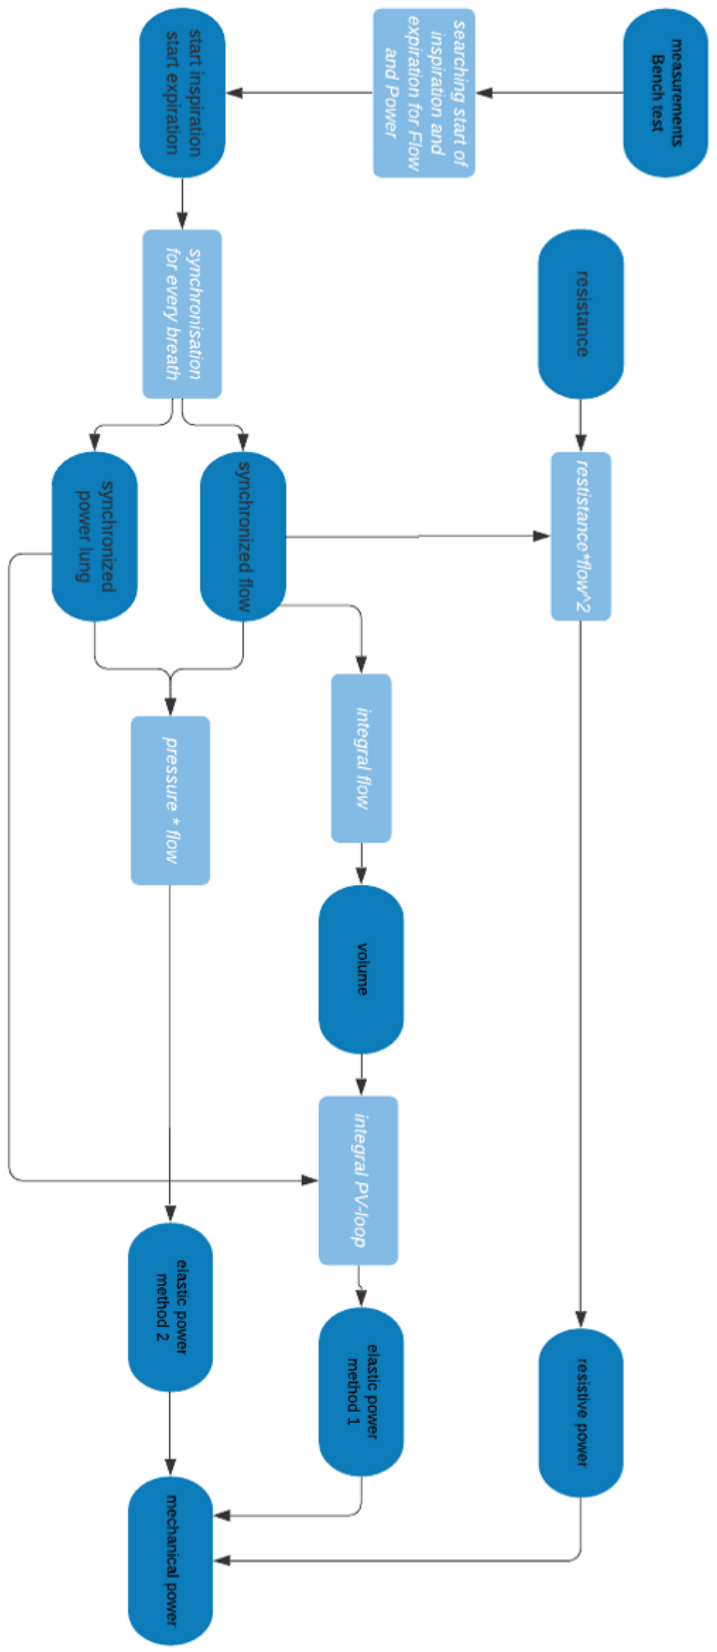 measurements
Bench test
searching start of
inspiration and
expiration for Flow
and Power
start inspiration
start expiration
resistance
synchronisation
for every breath
restistance*flow^2
synchronized flow
synchronized
power lung
integral flow
pressure * flow
volume
integral PV-loop
elastic power
method 2
elastic power
method 1
resistive power
mechanical power